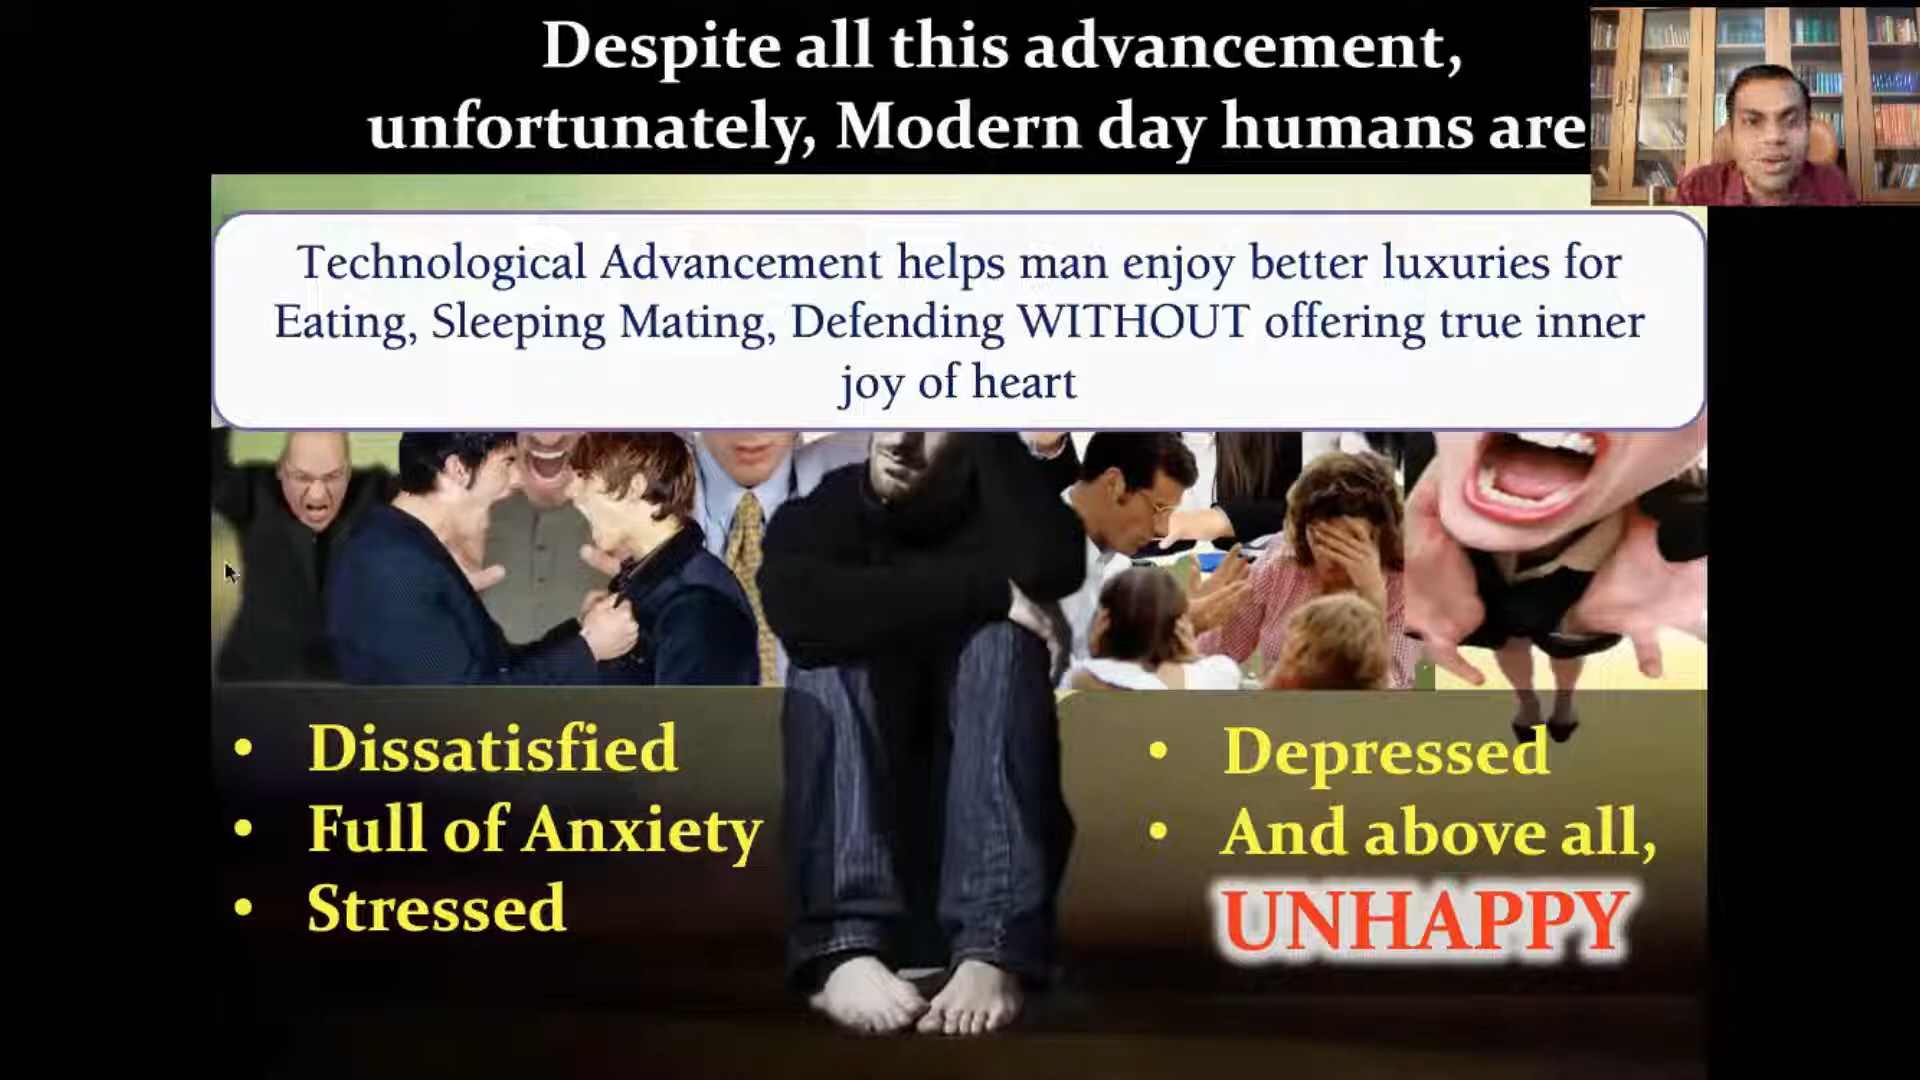 Despite all this advancement,
unfortunately, Modern day humans are
Technological Advancement helps man enjoy better luxuries for
Eating, Sleeping Mating, Defending WITHOUT offering true inner
joy of heart
• Dissatisfied
• Full of Anxiety
• Stressed
• Depressed
• And above all,
UNHAPPY